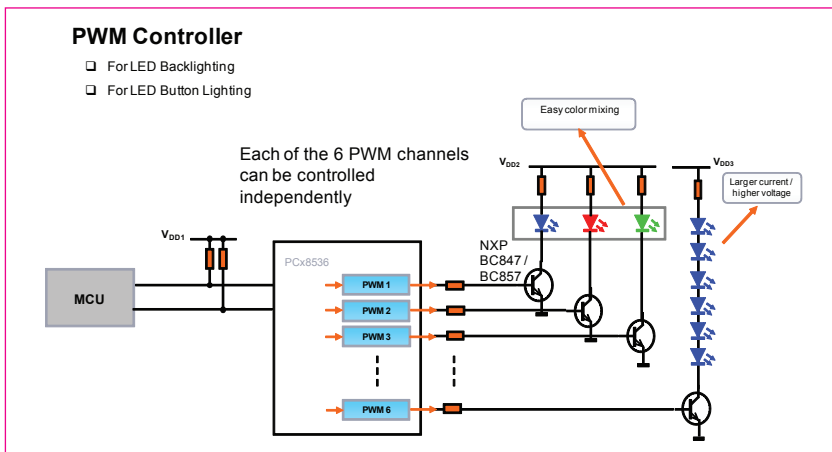 PWM Controller
❑ For LED Backlighting
❑ For LED Button Lighting
Easy color mixing
Each of the 6 PWM channels
can be controlled
independently
VDD2
VDD3
Larger current /
higher voltage
VDD1
NXP
BC847 /
BC857
PCx8536
MCU
PWM 1
PWM 2
PWM 3
PWM 6